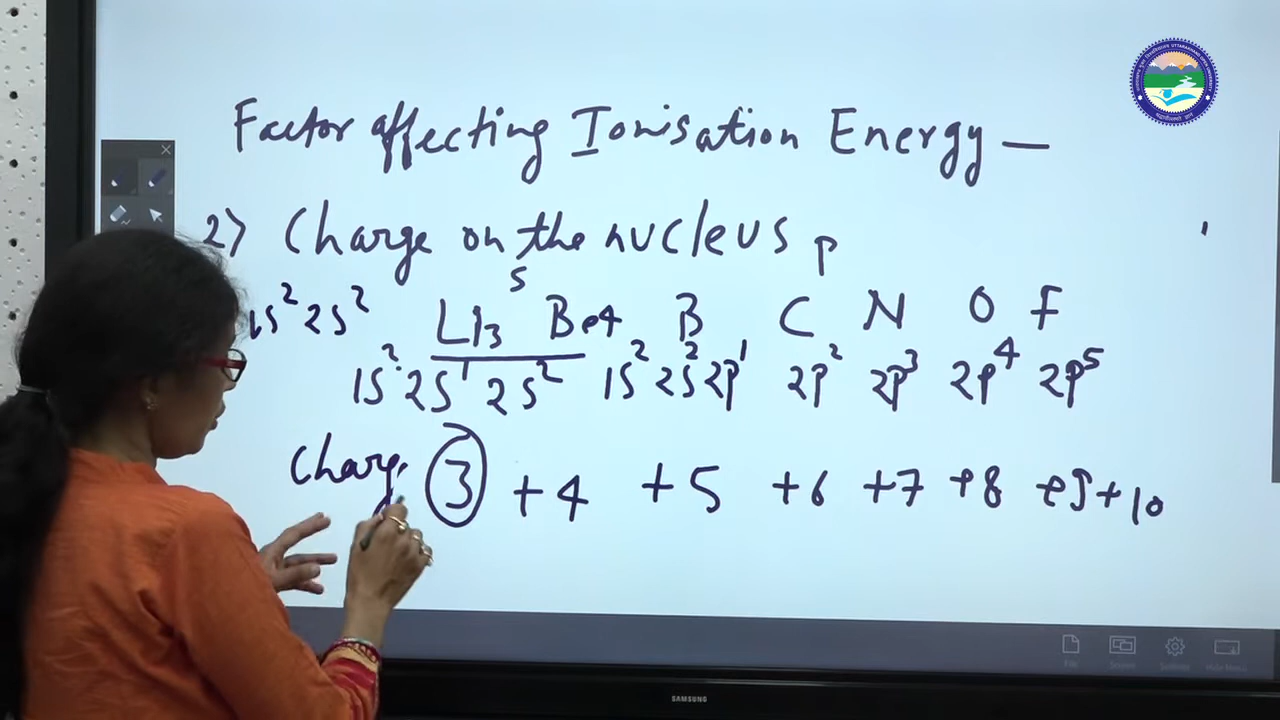 Factor affecting Ionisation Energy —
2) Charge on the nucleus p
s
1s² 2s² Li3 Be4 B C N O F
1s² 2s¹ 2s² 1s² 2s² 2p¹ 2p² 2p³ 2p⁴ 2p⁵
Charge 3 +4 +5 +6 +7 +8 +9 +10
SAMSUNG